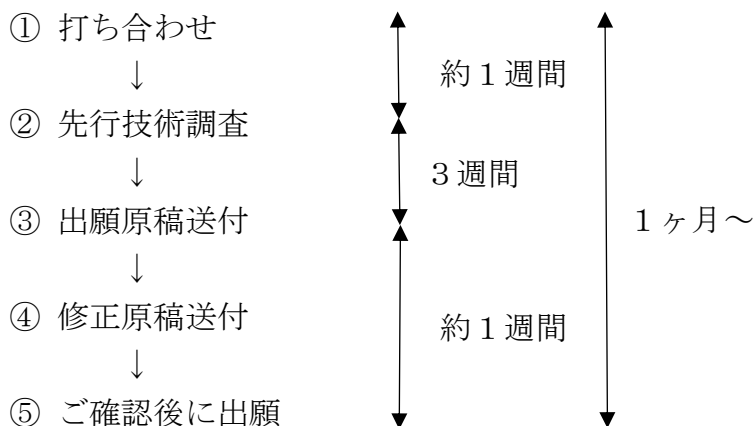 ① 打ち合わせ
↓
約１週間
② 先行技術調査
↓
３週間
③ 出願原稿送付
１ヶ月～
↓
④ 修正原稿送付
約１週間
↓
⑤ ご確認後に出願